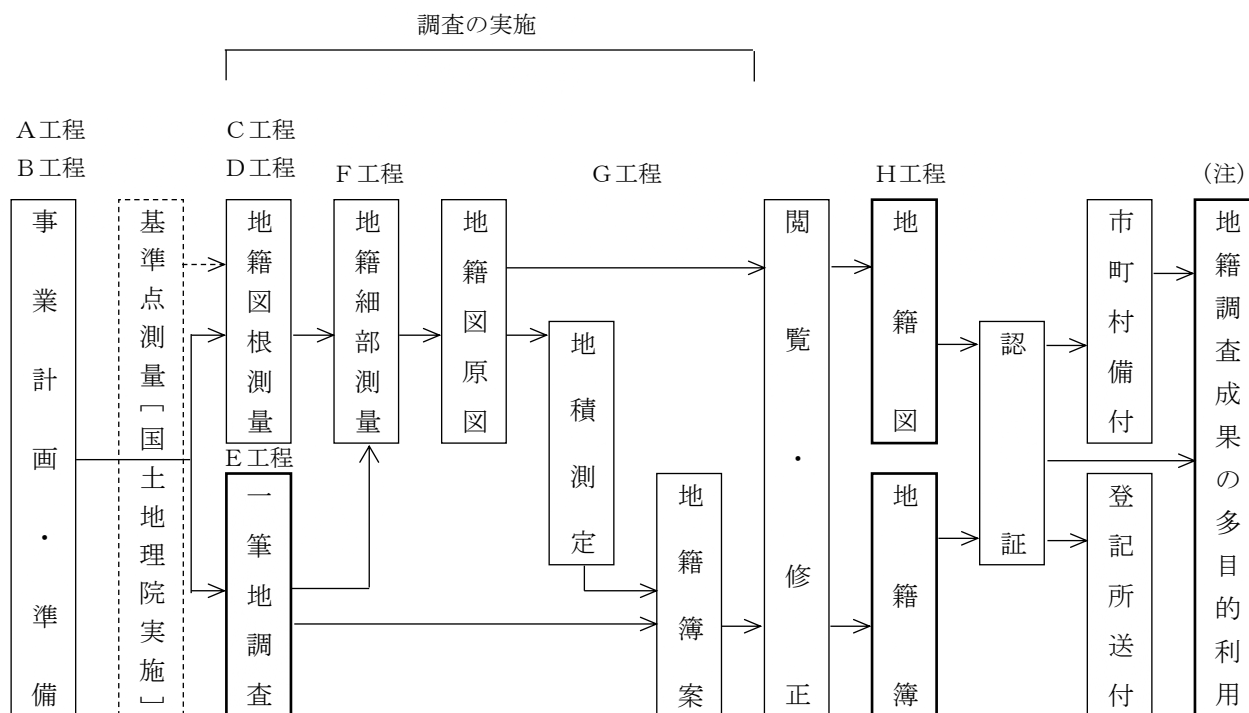 調査の実施
A工程
B工程
C工程
D工程
F工程
G工程
H工程
(注)
事業計画・準備
基準点測量[国土地理院実施]
地籍図根測量
E工程
一筆地調査
地籍細部測量
地籍図原図
地積測定
地籍簿案
閲覧・修正
地籍図
地籍簿
認証
市町村備付
登記所送付
地籍調査成果の多目的利用